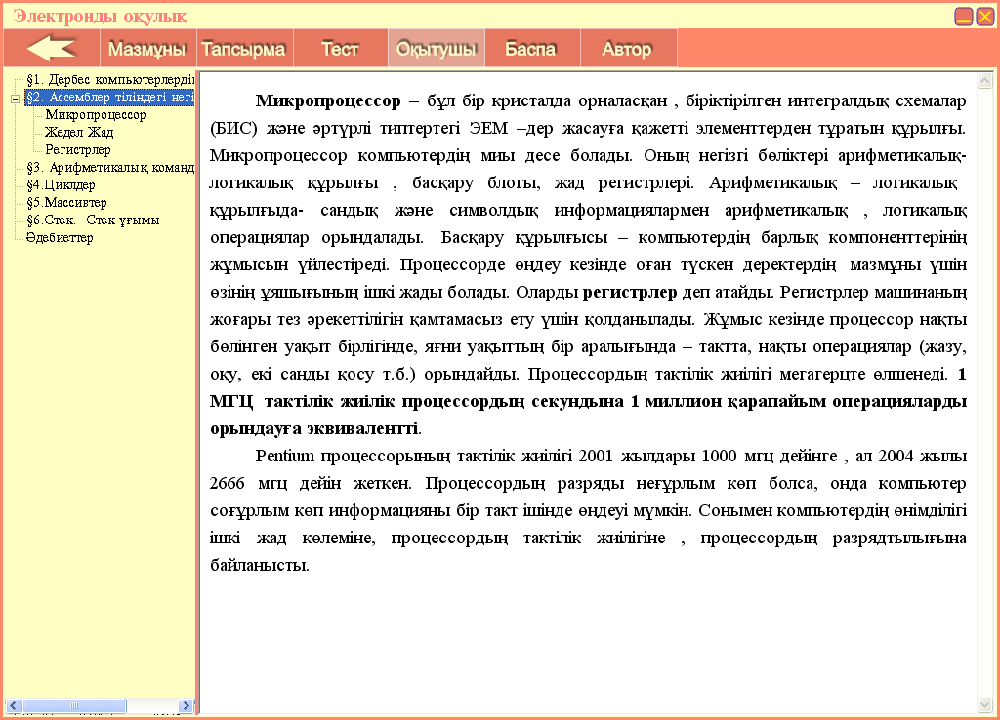 Электронды оқулық
Мазмұны Тапсырма Тест Оқытушы Баспа Автор
§1. Дербес компьютерлердің
§2. Ассемблер тіліндегі негі
Микропроцессор
Жедел Жад
Регистрлер
§3. Арифметикалық команд
§4.Циклдер
§5.Массивтер
§6.Стек. Стек ұғымы
Әдебиеттер
Микропроцессор – бұл бір кристалда орналасқан , біріктірілген интегралдық схемалар
(БИС) және әртүрлі типтертегі ЭЕМ –дер жасауға қажетті элементтерден тұратын құрылғы.
Микропроцессор компьютердің миы десе болады. Оның негізгі бөліктері арифметикалық-
логикалық құрылғы , басқару блогы, жад регистрлері. Арифметикалық – логикалық
құрылғыда- сандық және символдық информациялармен арифметикалық , логикалық
операциялар орындалады. Басқару құрылғысы – компьютердің барлық компоненттерінің
жұмысын үйлестіреді. Процессорде өңдеу кезінде оған түскен деректердің мазмұны үшін
өзінің ұяшығының ішкі жады болады. Оларды регистрлер деп атайды. Регистрлер машинаның
жоғары тез әрекеттілігін қамтамасыз ету үшін қолданылады. Жұмыс кезінде процессор нақты
бөлінген уақыт бірлігінде, яғни уақыттың бір аралығында – тактта, нақты операциялар (жазу,
оқу, екі санды қосу т.б.) орындайды. Процессордың тактілік жиілігі мегагерцте өлшенеді. 1
МГЦ тактілік жиілік процессордың секундына 1 миллион қарапайым операцияларды
орындауға эквивалентті.
Pentium процессорының тактілік жиілігі 2001 жылдары 1000 мгц дейінге , ал 2004 жылы
2666 мгц дейін жеткен. Процессордың разряды неғұрлым көп болса, онда компьютер
соғұрлым көп информацияны бір такт ішінде өңдеуі мүмкін. Сонымен компьютердің өнімділігі
ішкі жад көлеміне, процессордың тактілік жиілігіне , процессордың разрядтылығына
байланысты.